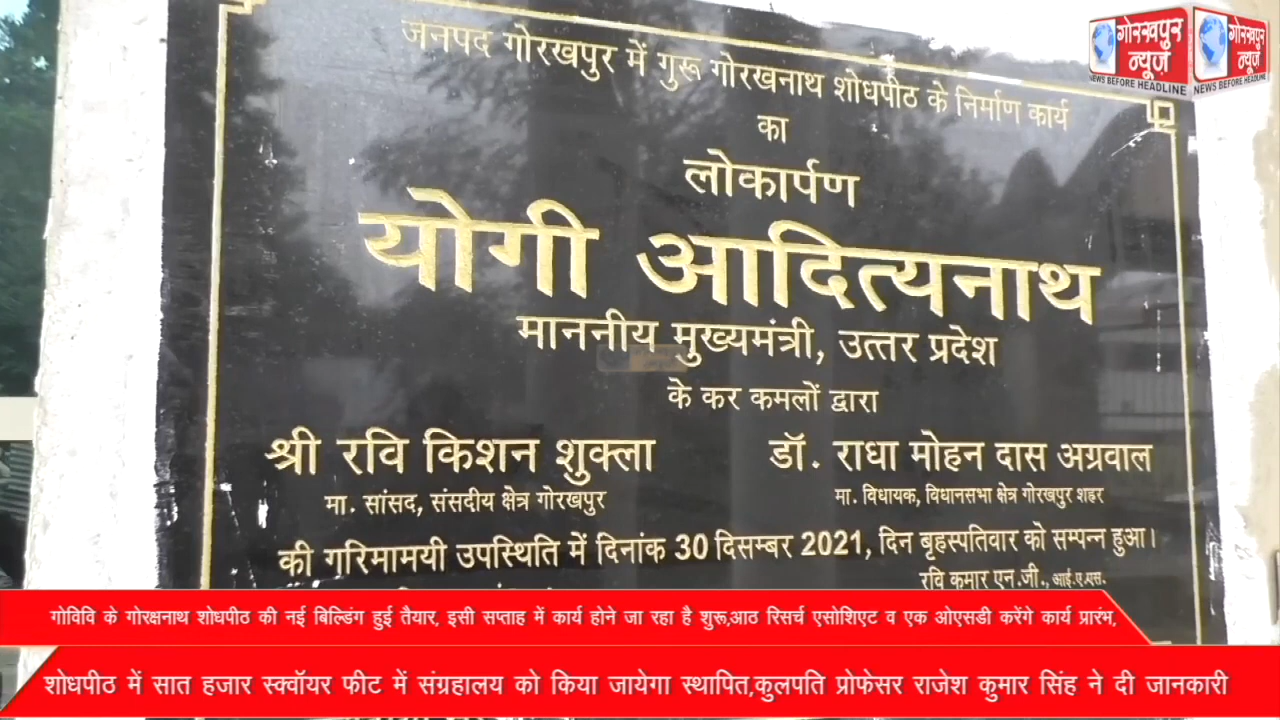 गोरखपुर
न्यूज़
NEWS BEFORE HEADLINE
गोरखपुर
न्यूज़
NEWS BEFORE HEADLINE
जनपद गोरखपुर में गुरू गोरखनाथ शोधपीठ के निर्माण कार्य
का
लोकार्पण
योगी आदित्यनाथ
माननीय मुख्यमंत्री, उत्तर प्रदेश
के कर कमलों द्वारा
श्री रवि किशन शुक्ला
मा. सांसद, संसदीय क्षेत्र गोरखपुर
डॉ. राधा मोहन दास अग्रवाल
मा. विधायक, विधानसभा क्षेत्र गोरखपुर शहर
की गरिमामयी उपस्थिति में दिनांक 30 दिसम्बर 2021, दिन बृहस्पतिवार को सम्पन्न हुआ।
रवि कुमार एन.जी., आई.ए.एस.
गोविवि के गोरक्षनाथ शोधपीठ की नई बिल्डिंग हुई तैयार, इसी सप्ताह में कार्य होने जा रहा है शुरू,आठ रिसर्च एसोशिएट व एक ओएसडी करेंगे कार्य प्रारंभ,
शोधपीठ में सात हजार स्क्वॉयर फीट में संग्रहालय को किया जायेगा स्थापित,कुलपति प्रोफेसर राजेश कुमार सिंह ने दी जानकारी